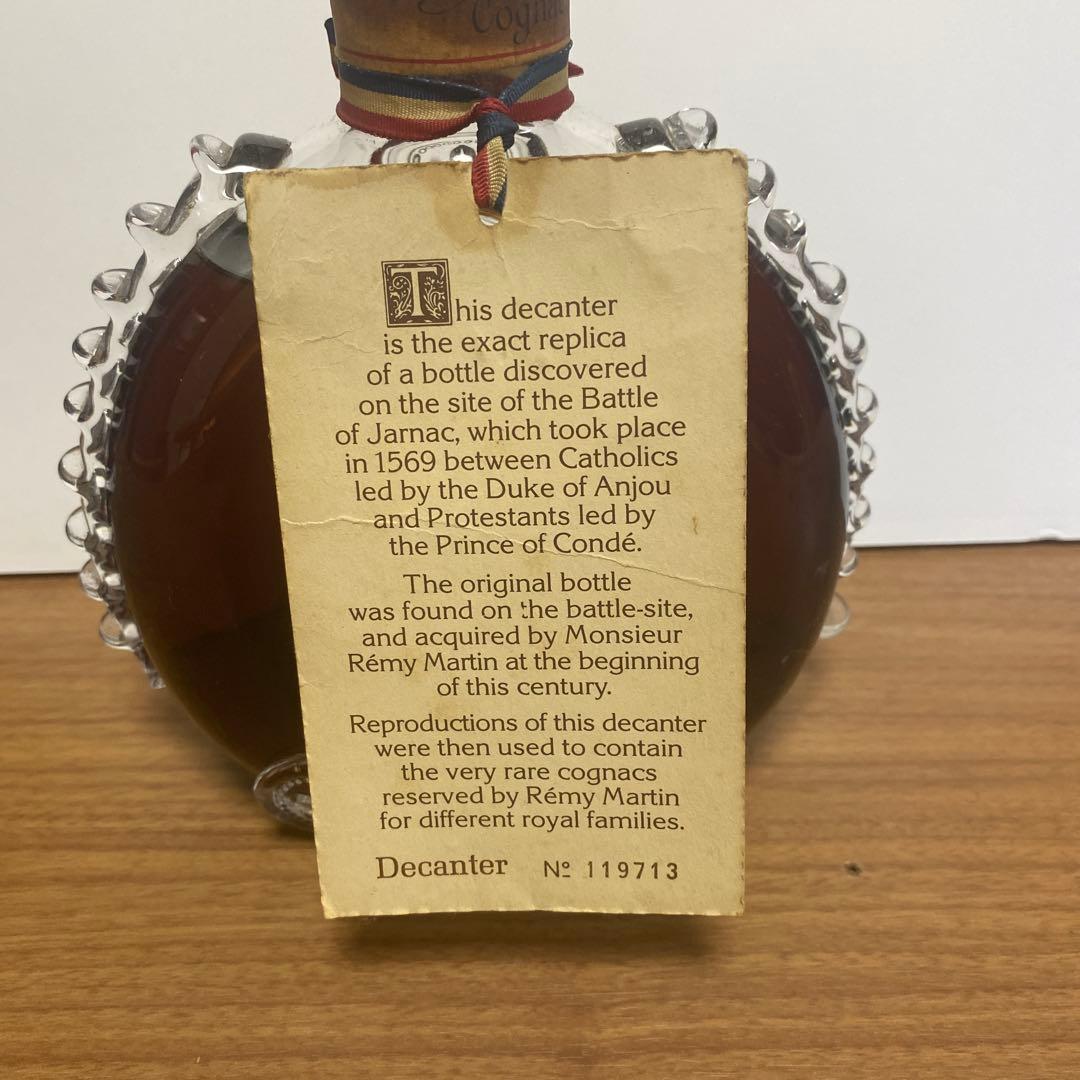 Cognac
This decanter
is the exact replica
of a bottle discovered
on the site of the Battle
of Jarnac, which took place
in 1569 between Catholics
led by the Duke of Anjou
and Protestants led by
the Prince of Condé.
The original bottle
was found on the battle-site,
and acquired by Monsieur
Rémy Martin at the beginning
of this century.
Reproductions of this decanter
were then used to contain
the very rare cognacs
reserved by Rémy Martin
for different royal families.
Decanter Nº 119713